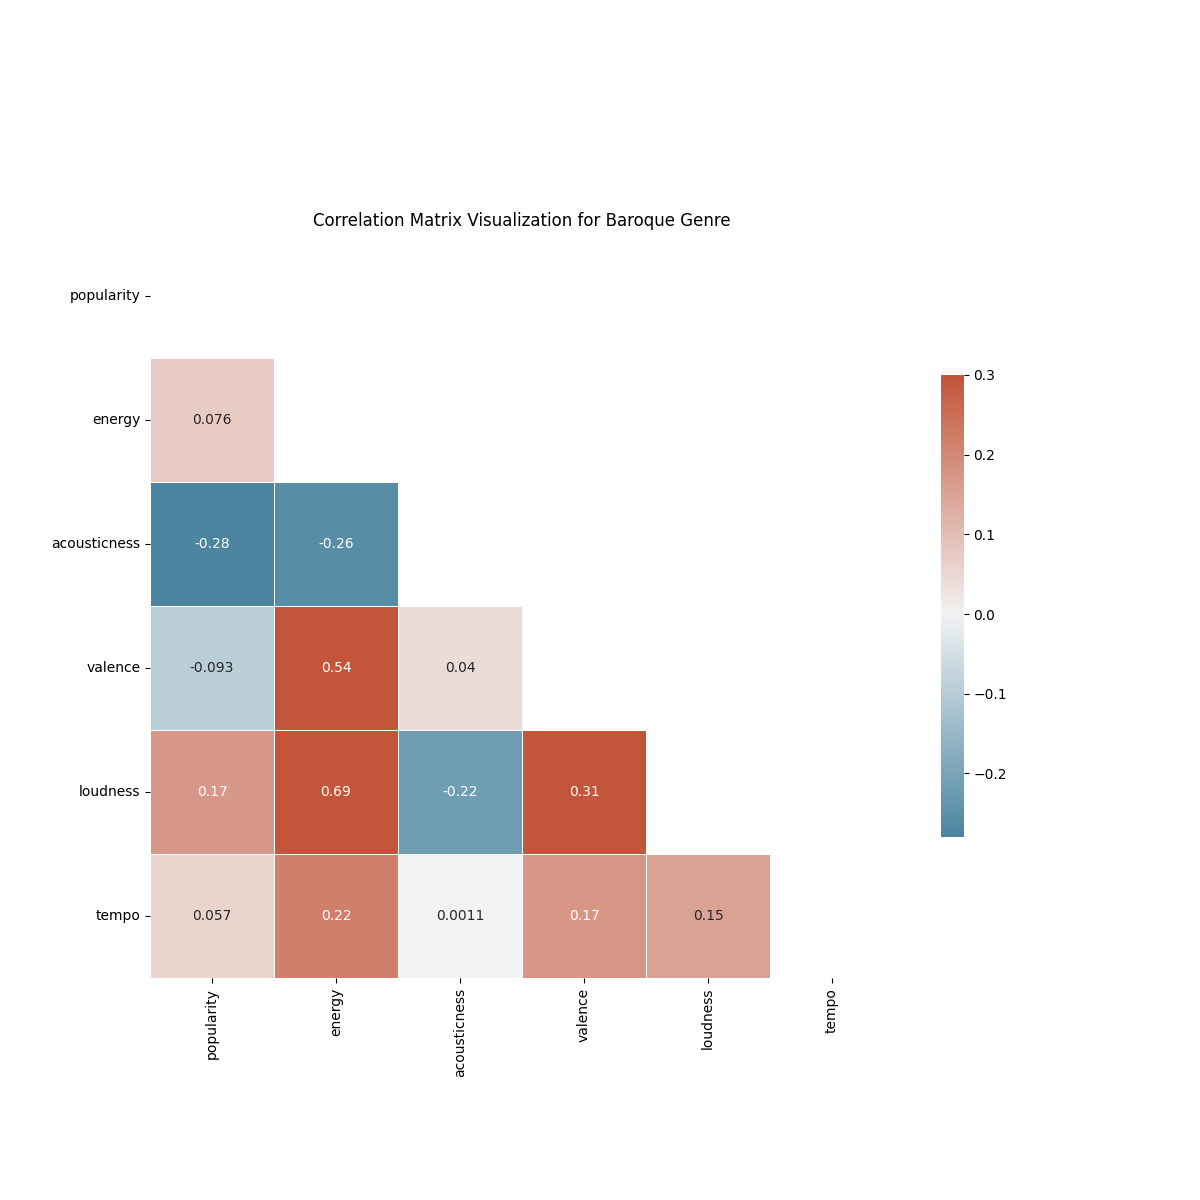 Correlation Matrix Visualization for Baroque Genre
popularity
energy 0.076
acousticness -0.28 -0.26
valence -0.093 0.54 0.04
loudness 0.17 0.69 -0.22 0.31
tempo 0.057 0.22 0.0011 0.17 0.15
popularity energy acousticness valence loudness tempo
0.3
0.2
0.1
0.0
−0.1
−0.2